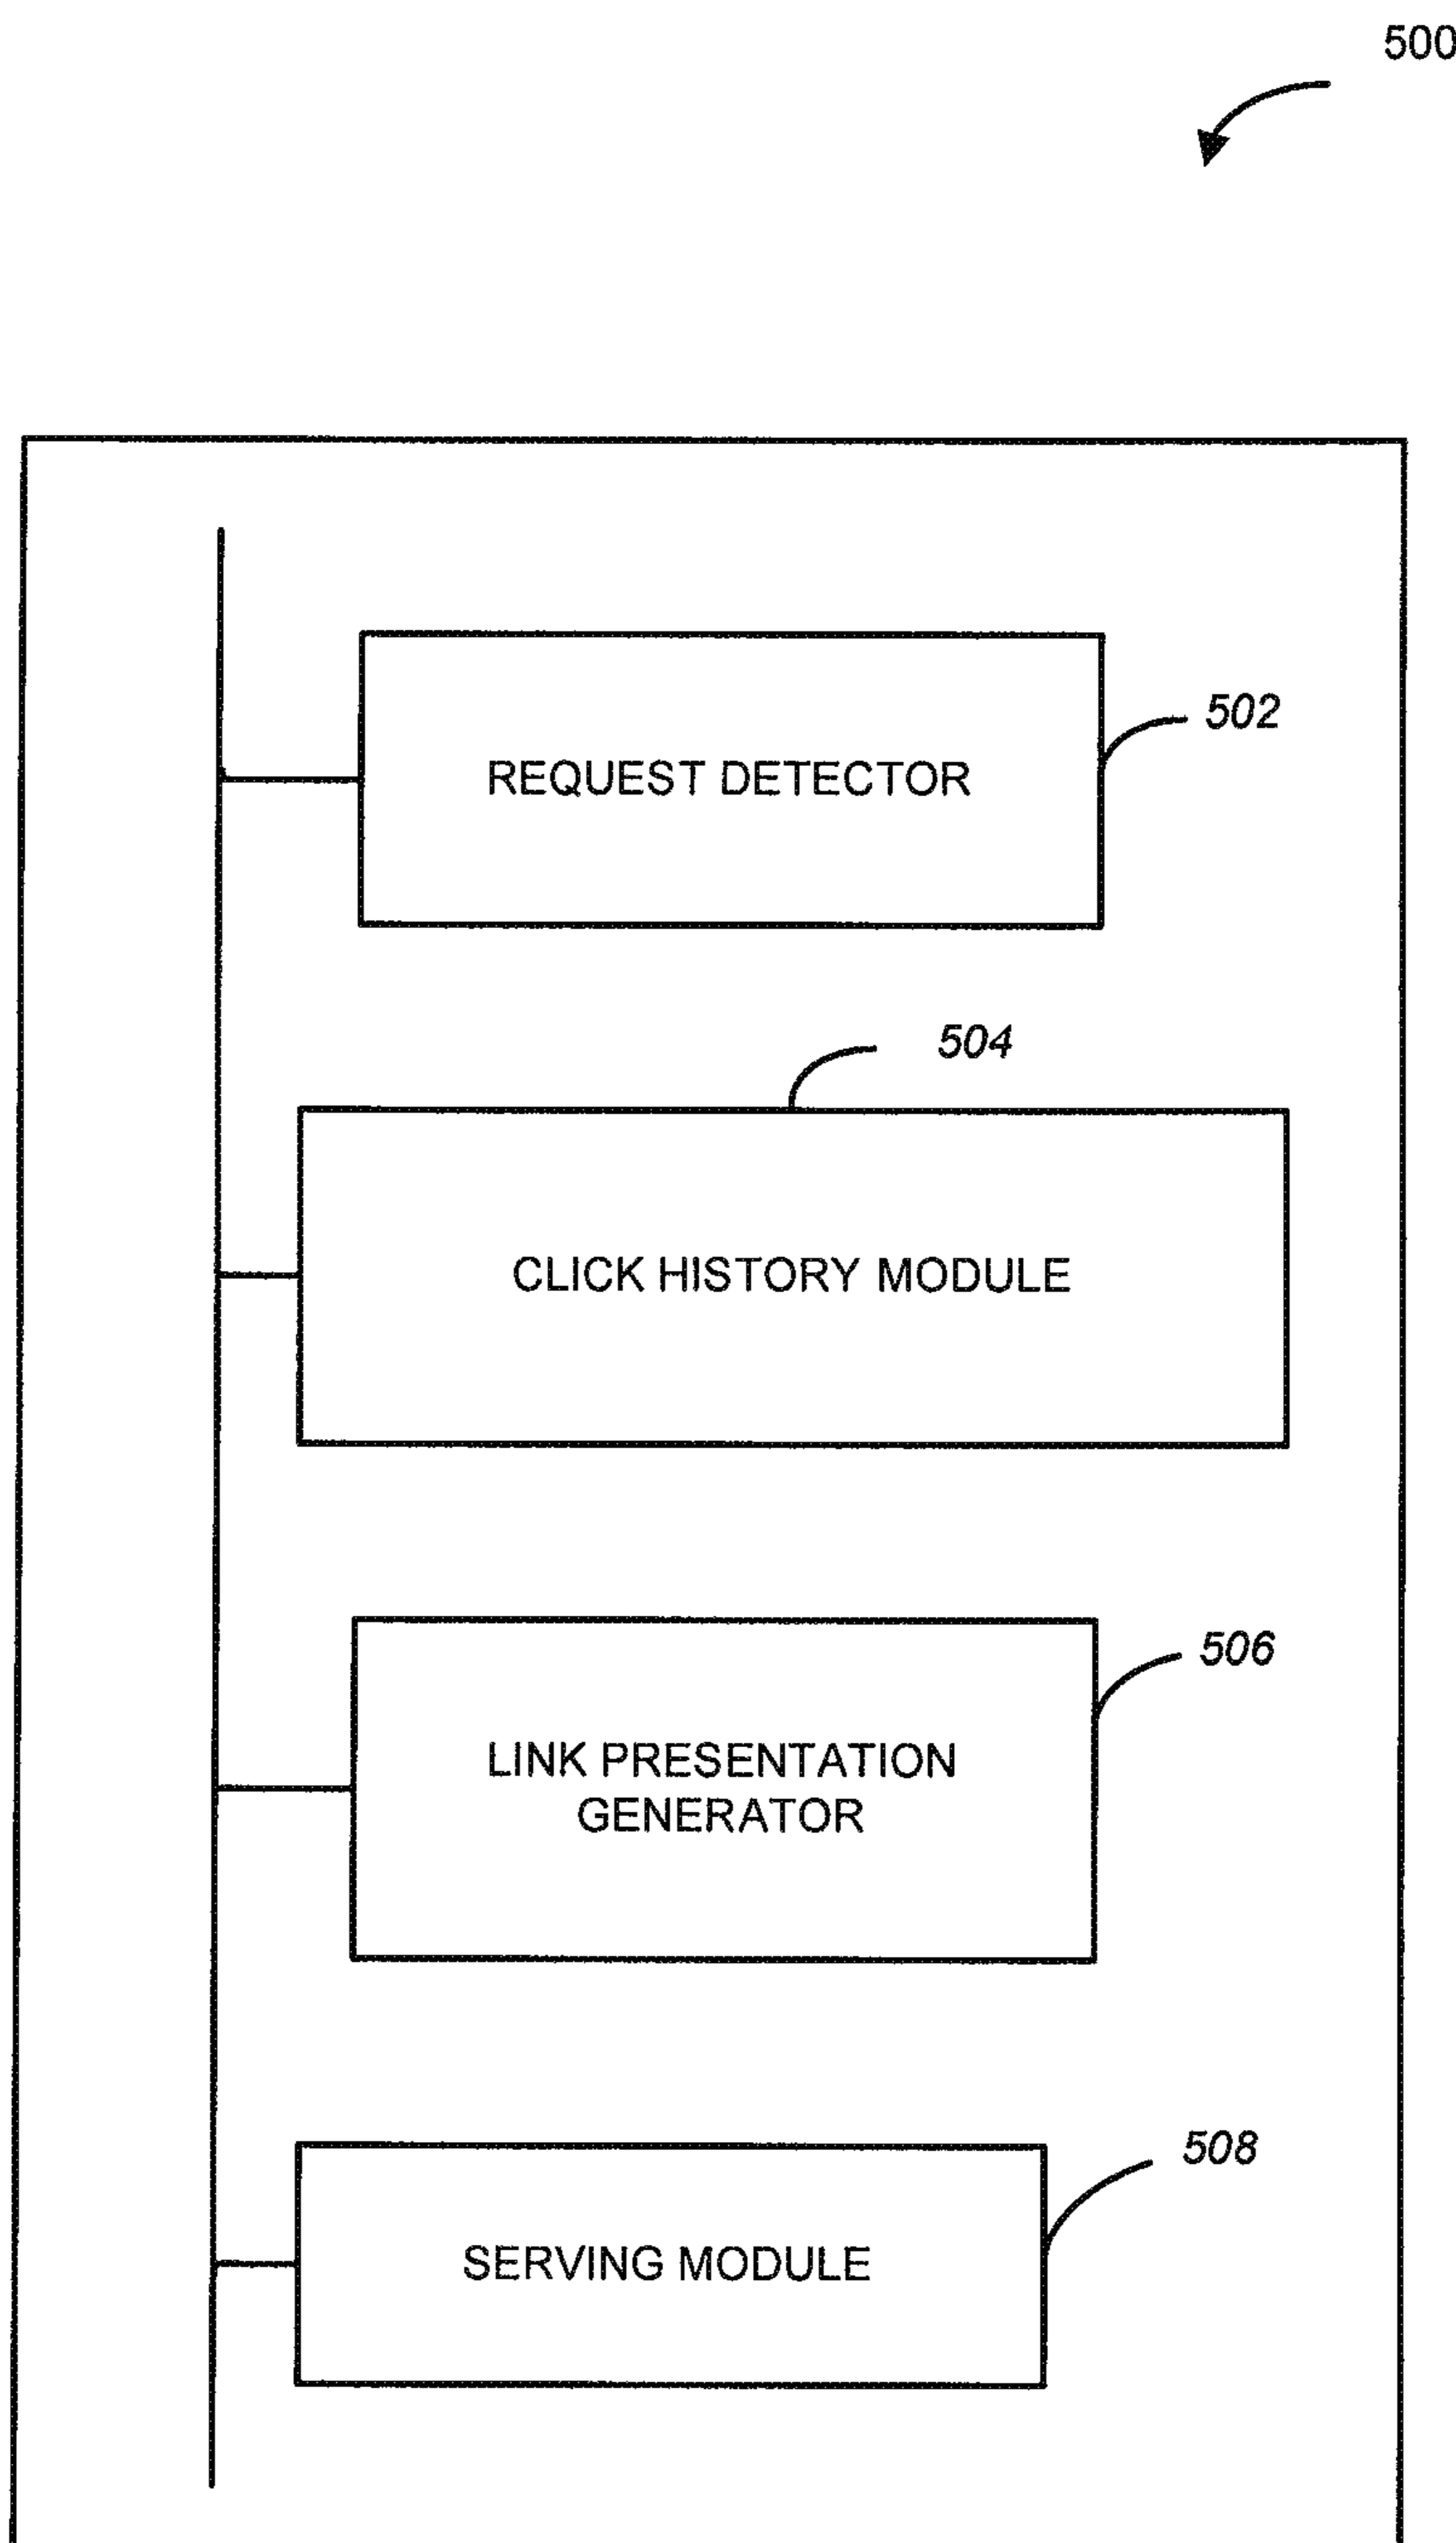 500
REQUEST DETECTOR
502
504
CLICK HISTORY MODULE
506
LINK PRESENTATION
GENERATOR
508
SERVING MODULE